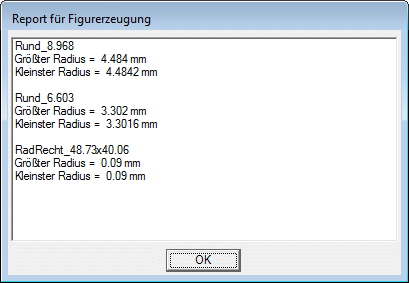 Report für Figurerzeugung
Rund_8.968
Größter Radius = 4.484 mm
Kleinster Radius = 4.4842 mm
Rund_6.603
Größter Radius = 3.302 mm
Kleinster Radius = 3.3016 mm
RadRecht_48.73x40.06
Größter Radius = 0.09 mm
Kleinster Radius = 0.09 mm
OK